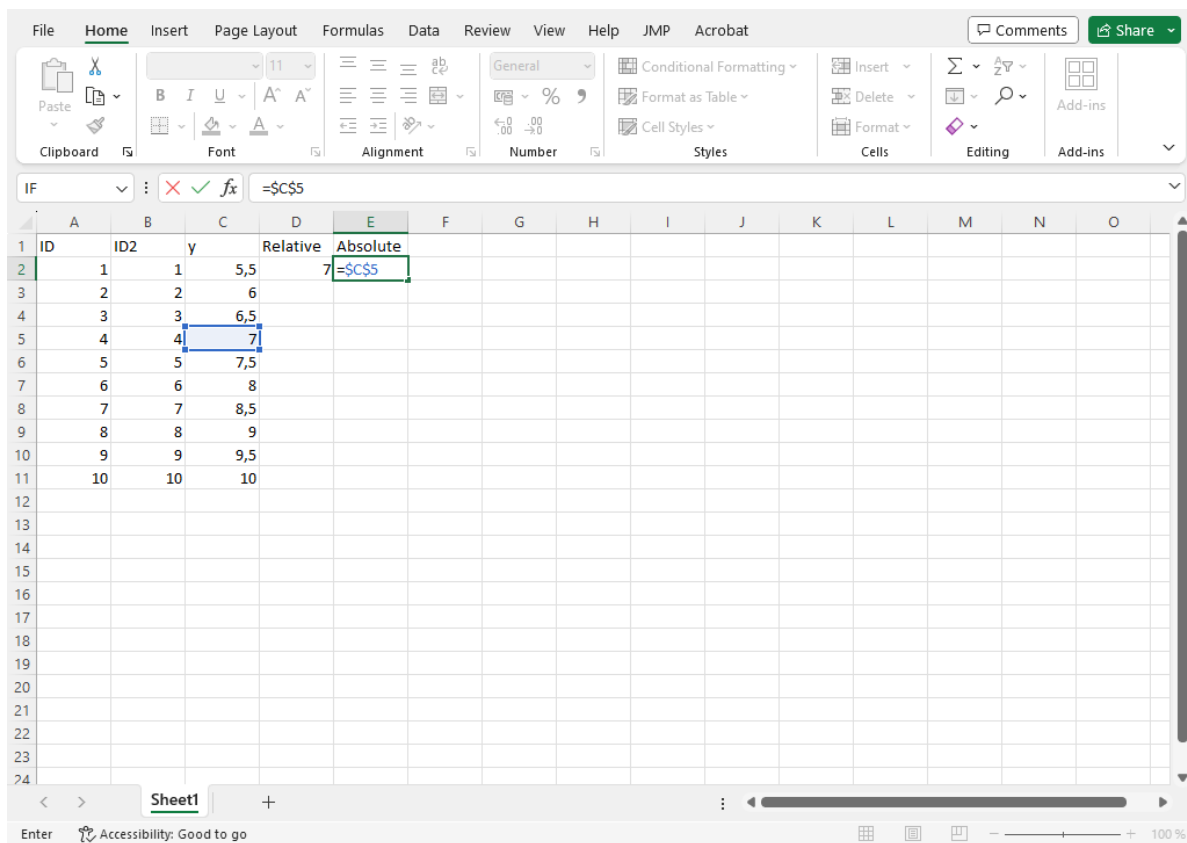 File Home Insert Page Layout Formulas Data Review View Help JMP Acrobat Comments Share
11 ab General Conditional Formatting Insert
Paste B I U A A % 9 Format as Table Delete Add-ins
A Cell Styles Format
Clipboard Font Alignment Number Styles Cells Editing Add-ins
IF fx =$C$5
A B C D E F G H I J K L M N O
1 ID ID2 y Relative Absolute
2 1 1 5,5 7 =$C$5
3 2 2 6
4 3 3 6,5
5 4 4 7
6 5 5 7,5
7 6 6 8
8 7 7 8,5
9 8 8 9
10 9 9 9,5
11 10 10 10
12
13
14
15
16
17
18
19
20
21
22
23
24
Sheet1 +
Enter Accessibility: Good to go 100 %